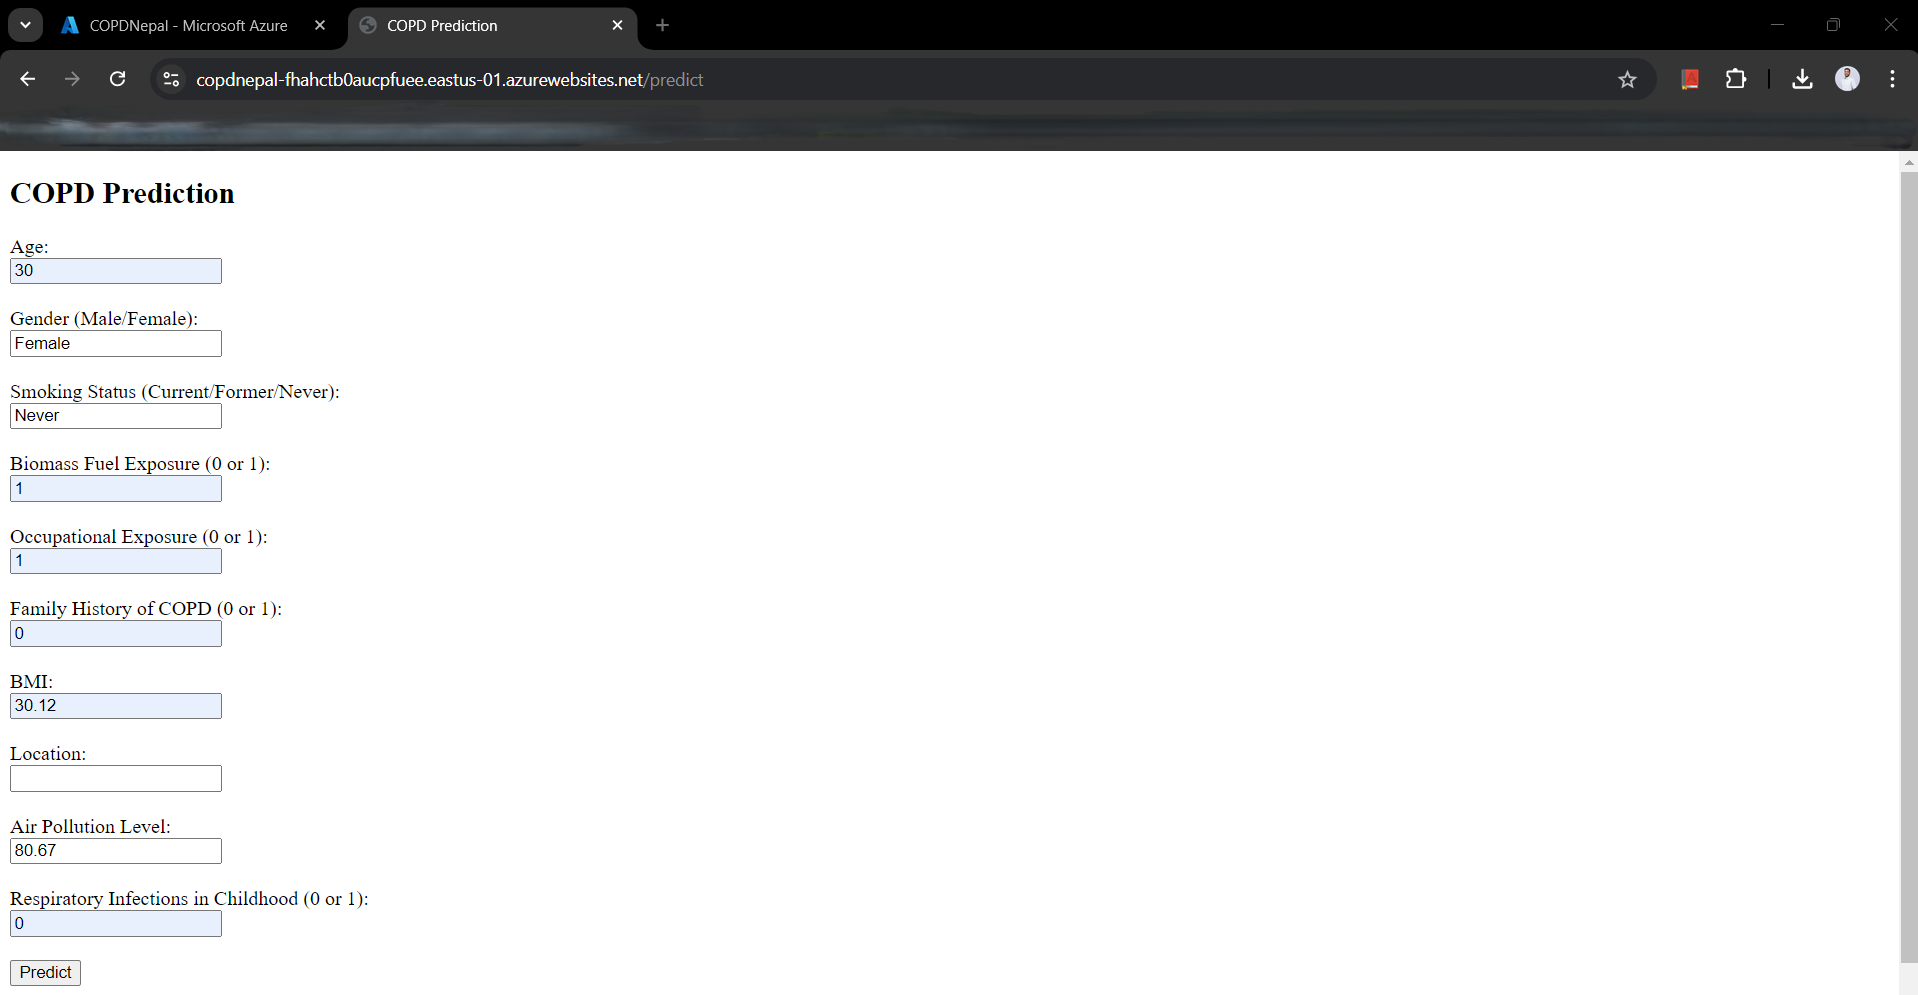 COPDNepal - Microsoft Azure
COPD Prediction
copdnepal-fhahctb0aucpfuee.eastus-01.azurewebsites.net/predict
COPD Prediction
Age:
30
Gender (Male/Female):
Female
Smoking Status (Current/Former/Never):
Never
Biomass Fuel Exposure (0 or 1):
1
Occupational Exposure (0 or 1):
1
Family History of COPD (0 or 1):
0
BMI:
30.12
Location:
Air Pollution Level:
80.67
Respiratory Infections in Childhood (0 or 1):
0
Predict